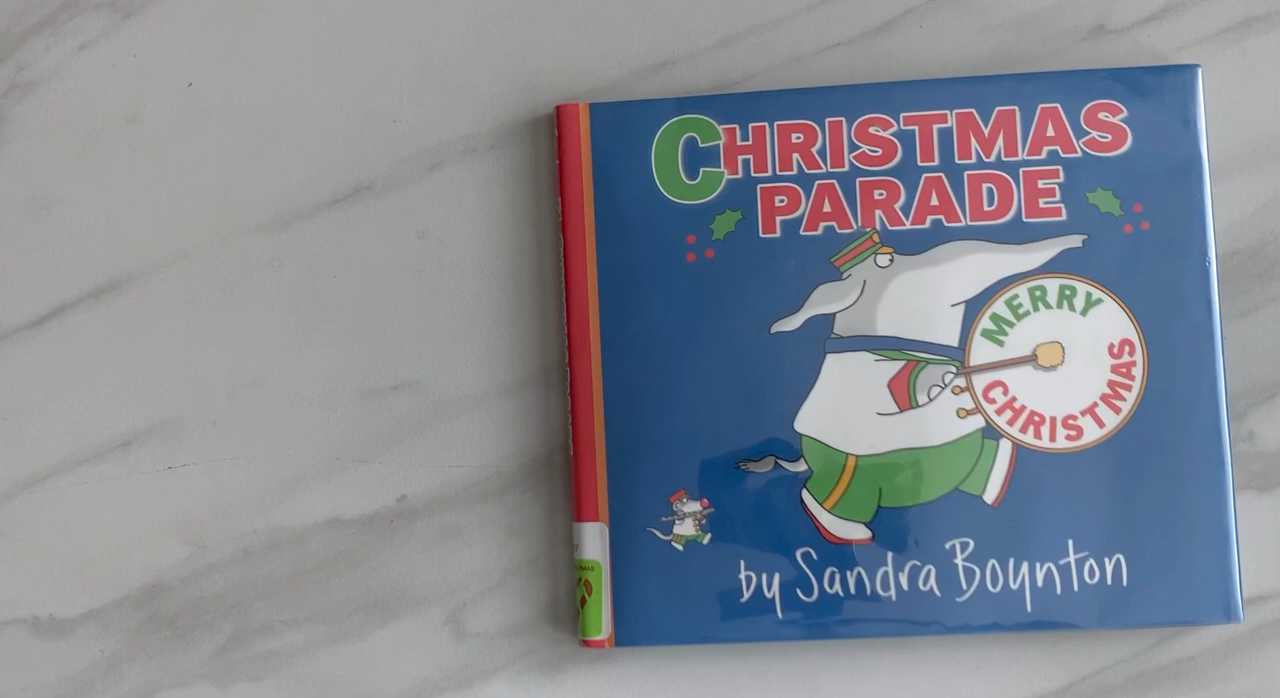 CHRISTMAS
PARADE
MERRY
CHRISTMAS
by Sandra Boynton